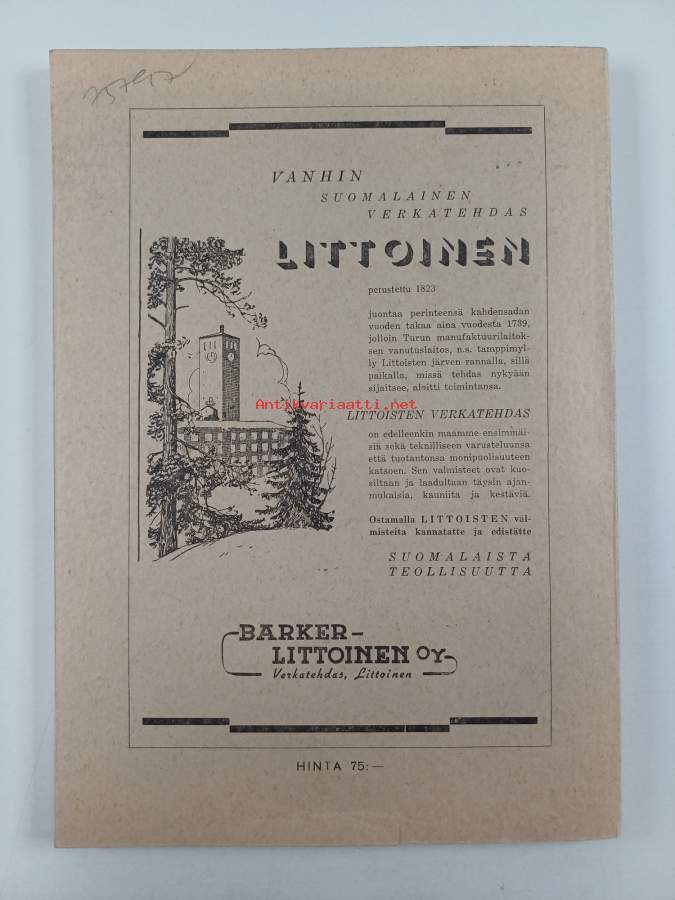 VANHIN
SUOMALAINEN
VERKATEHDAS
LITTOINEN
perustettu 1823
juontaa perinteensä kahdensadan
vuoden takaa aina vuodesta 1739,
jolloin Turun manufaktuurilaitok-
sen vanutuslaitos, n.s. tamppimyl-
ly Littoisten järven rannalla, sillä
paikalla, missä tehdas nykyään
sijaitsee, aloitti toimintansa.
Antikvariaatti.net
LITTOISTEN VERKATEHDAS
on edelleenkin maamme ensimmäi-
siä sekä teknilliseen varusteluunsa
että tuotantonsa monipuolisuuteen
katsoen. Sen valmisteet ovat kuo-
siltaan ja laadultaan täysin ajan-
mukaisia, kauniita ja kestäviä.
Ostamalla LITTOISTEN val-
misteita kannatatte ja edistätte
SUOMALAISTA
TEOLLISUUTTA
BARKER-
LITTOINEN OY
Verkatehdas, Littoinen
HINTA 75:—